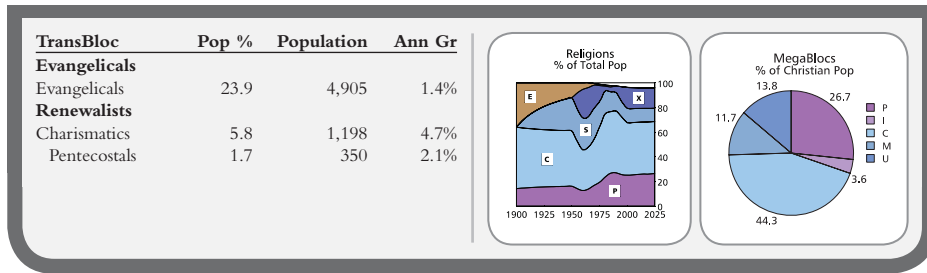 TransBloc Pop % Population Ann Gr
Evangelicals
Evangelicals 23.9 4,905 1.4%
Renewalists
Charismatics 5.8 1,198 4.7%
Pentecostals 1.7 350 2.1%
Religions
% of Total Pop
E
X
S
C
P
100
80
60
40
20
0
1900 1925 1950 1975 2000 2025
MegaBlocs
% of Christian Pop
13.8
26.7
11.7
3.6
44.3
P
I
C
M
U